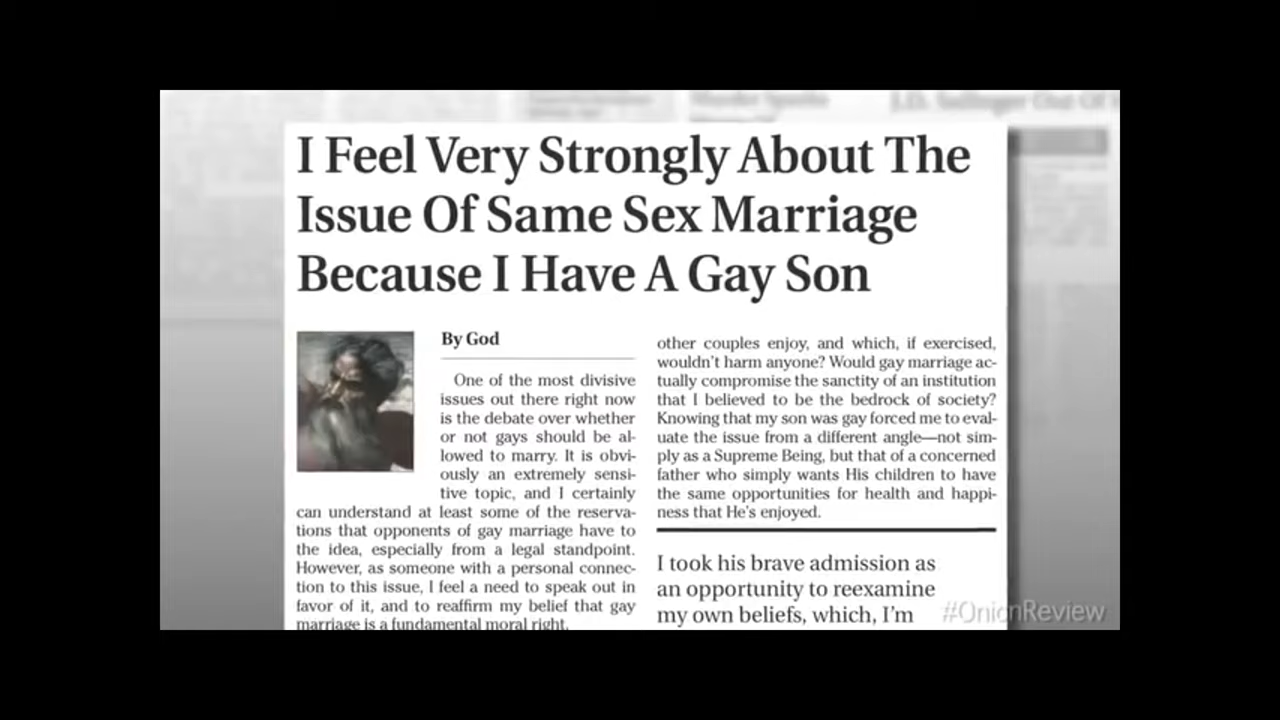 I Feel Very Strongly About The
Issue Of Same Sex Marriage
Because I Have A Gay Son
By God
One of the most divisive
issues out there right now
is the debate over whether
or not gays should be al-
lowed to marry. It is obvi-
ously an extremely sensi-
tive topic, and I certainly
can understand at least some of the reserva-
tions that opponents of gay marriage have to
the idea, especially from a legal standpoint.
However, as someone with a personal connec-
tion to this issue, I feel a need to speak out in
favor of it, and to reaffirm my belief that gay
marriage is a fundamental moral right.
other couples enjoy, and which, if exercised,
wouldn't harm anyone? Would gay marriage ac-
tually compromise the sanctity of an institution
that I believed to be the bedrock of society?
Knowing that my son was gay forced me to eval-
uate the issue from a different angle—not sim-
ply as a Supreme Being, but that of a concerned
father who simply wants His children to have
the same opportunities for health and happi-
ness that He's enjoyed.
I took his brave admission as
an opportunity to reexamine
my own beliefs, which, I'm
#OnionReview
J.D. Salinger Out Of